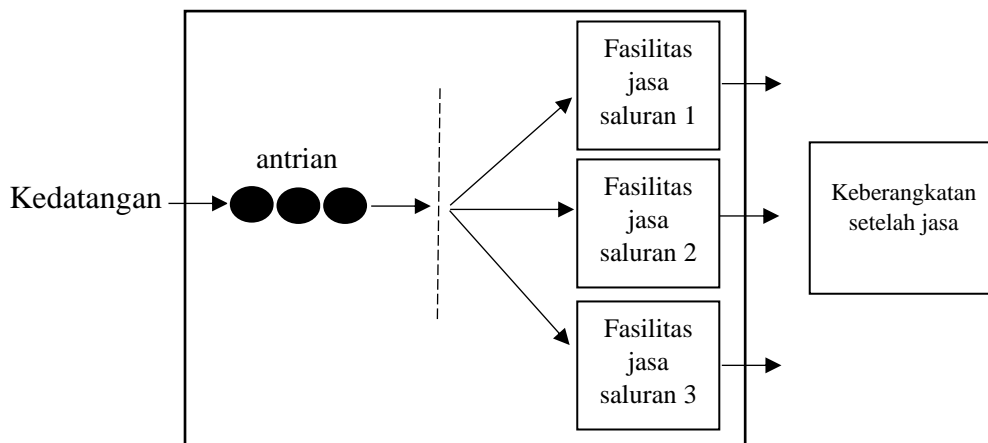 Kedatangan
antrian
Fasilitas
jasa
saluran 1
Fasilitas
jasa
saluran 2
Fasilitas
jasa
saluran 3
Keberangkatan
setelah jasa